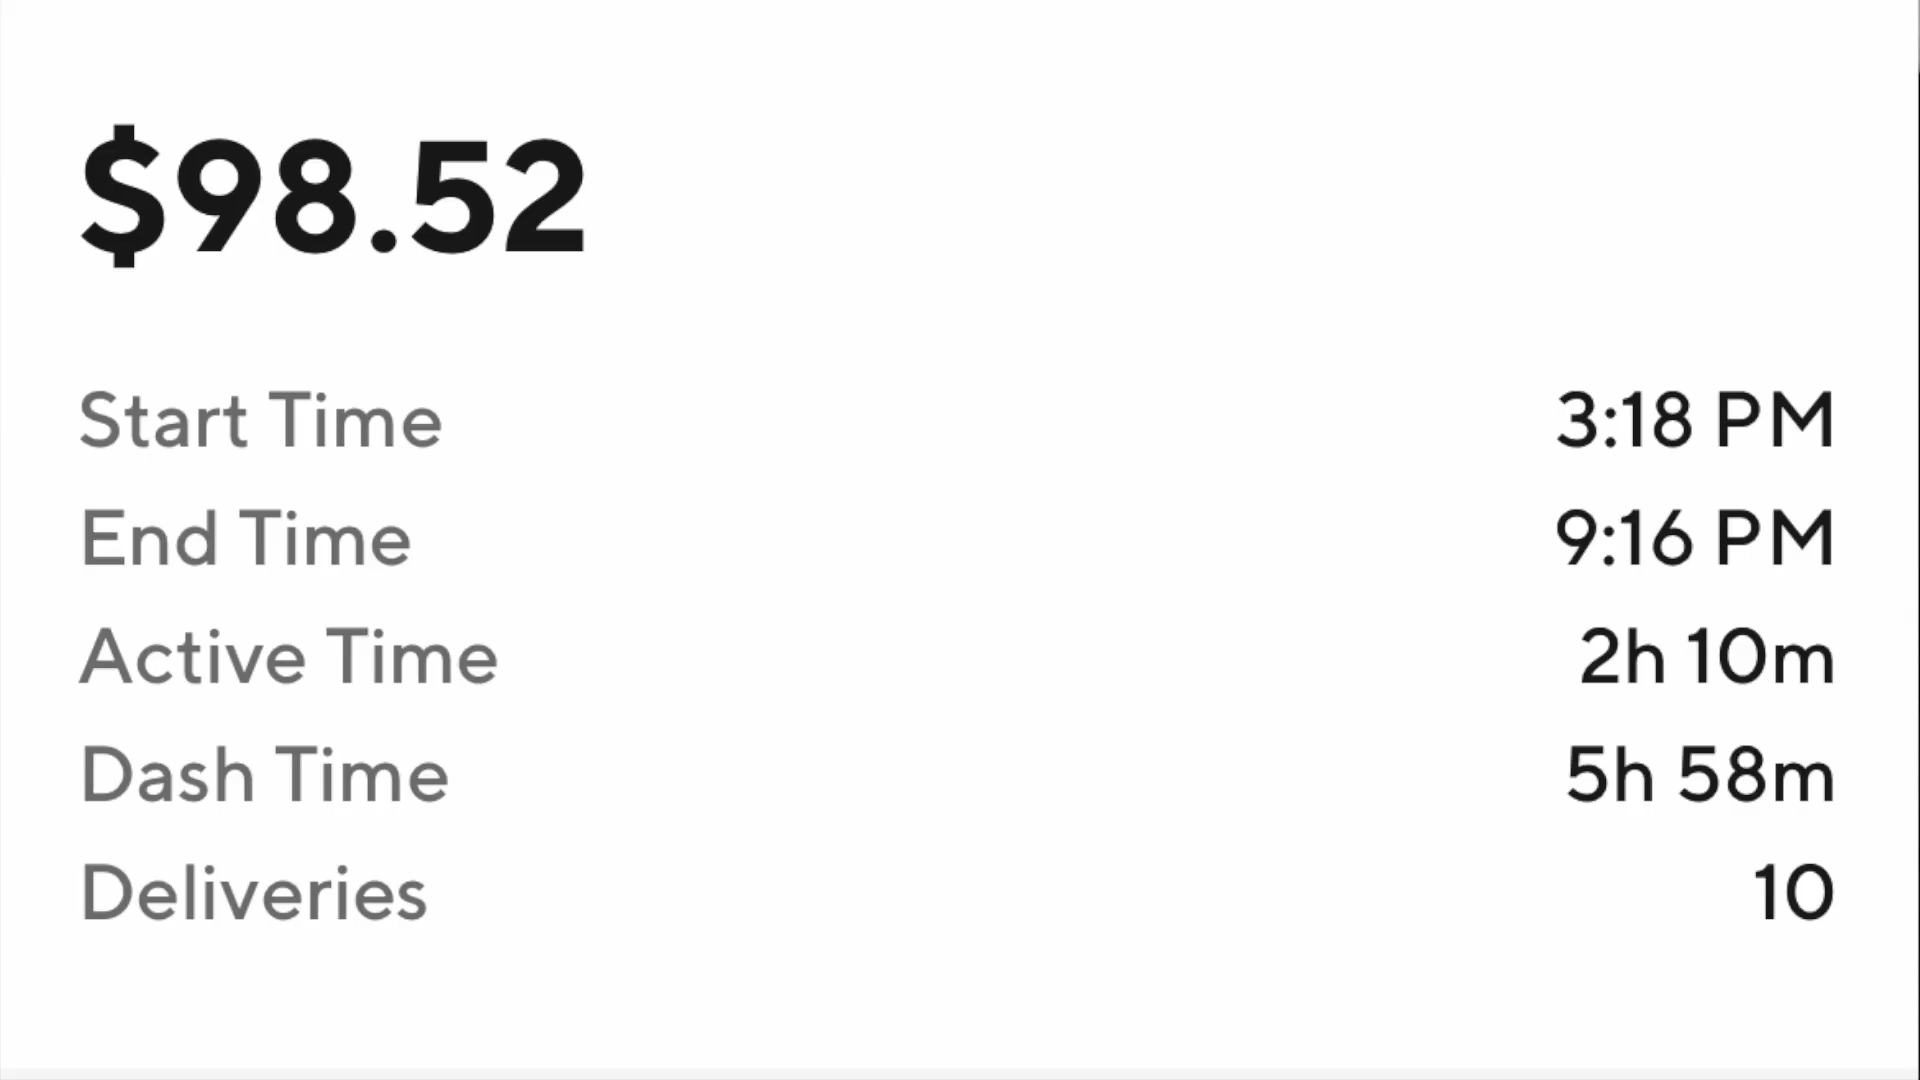 $98.52
Start Time 3:18 PM
End Time 9:16 PM
Active Time 2h 10m
Dash Time 5h 58m
Deliveries 10